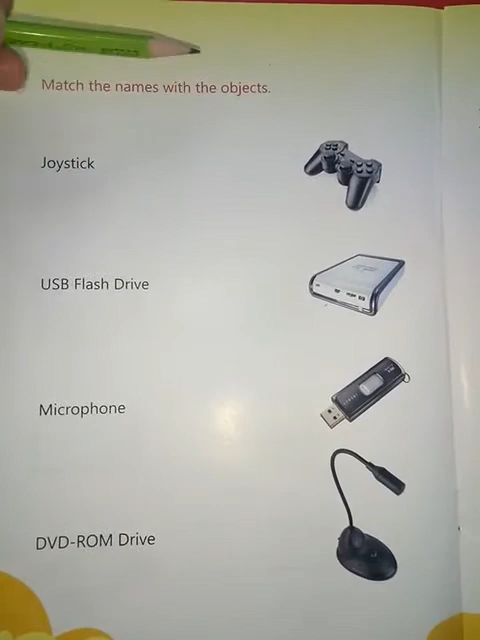 Match the names with the objects.
Joystick
USB Flash Drive
Microphone
DVD-ROM Drive